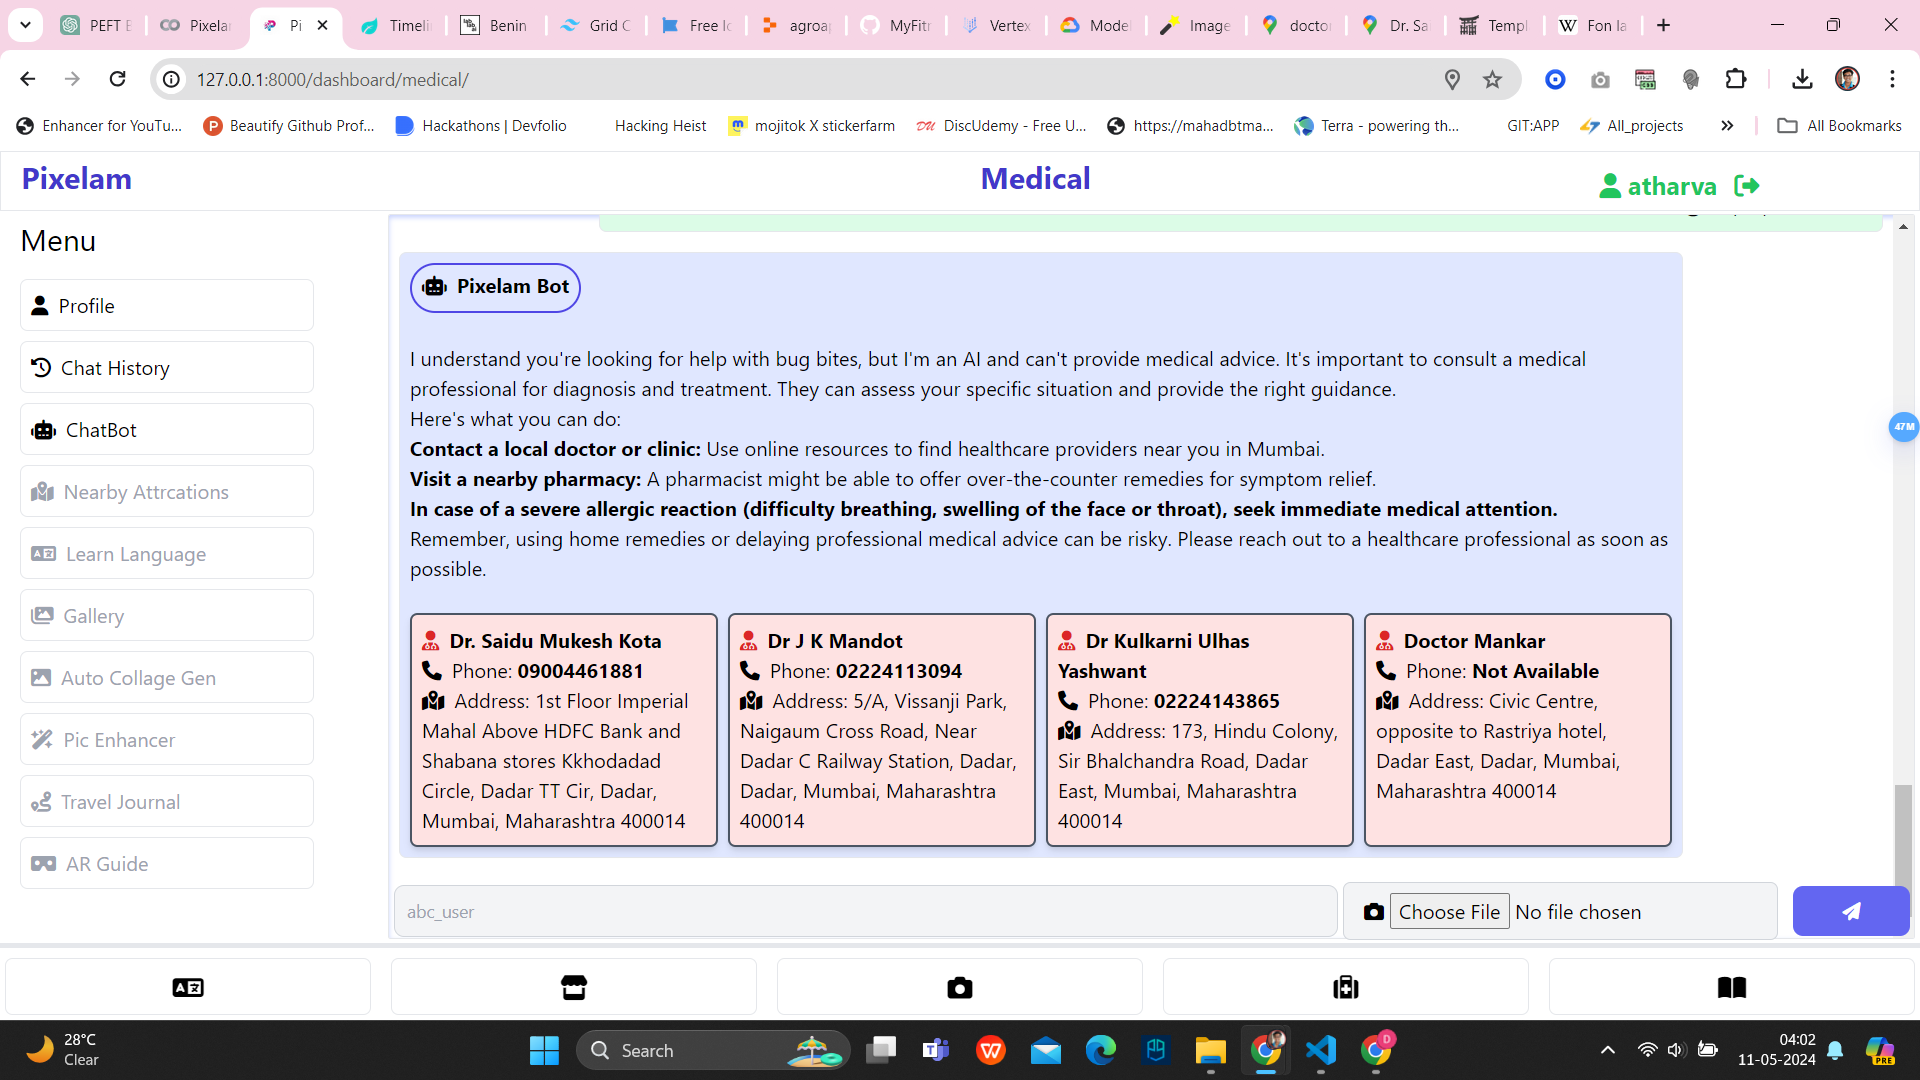 PEFT E
Pixelar
Pi
Timeli
Benin
Grid C
Free Ic
agroap
MyFitr
Vertex
Model
Image
doctor
Dr. Sa
Templ
Fon la
127.0.0.1:8000/dashboard/medical/
Enhancer for YouTu...
Beautify Github Prof...
Hackathons | Devfolio
Hacking Heist
mojitok X stickerfarm
DiscUdemy - Free U...
https://mahadbtma...
Terra - powering th...
GIT:APP
All_projects
All Bookmarks
Pixelam
Medical
atharva
Menu
Profile
Chat History
ChatBot
Nearby Attrcations
Learn Language
Gallery
Auto Collage Gen
Pic Enhancer
Travel Journal
AR Guide
Pixelam Bot
I understand you're looking for help with bug bites, but I'm an AI and can't provide medical advice. It's important to consult a medical
professional for diagnosis and treatment. They can assess your specific situation and provide the right guidance.
Here's what you can do:
Contact a local doctor or clinic: Use online resources to find healthcare providers near you in Mumbai.
Visit a nearby pharmacy: A pharmacist might be able to offer over-the-counter remedies for symptom relief.
In case of a severe allergic reaction (difficulty breathing, swelling of the face or throat), seek immediate medical attention.
Remember, using home remedies or delaying professional medical advice can be risky. Please reach out to a healthcare professional as soon as
possible.
Dr. Saidu Mukesh Kota
Phone: 09004461881
Address: 1st Floor Imperial
Mahal Above HDFC Bank and
Shabana stores Kkhodadad
Circle, Dadar TT Cir, Dadar,
Mumbai, Maharashtra 400014
Dr J K Mandot
Phone: 02224113094
Address: 5/A, Vissanji Park,
Naigaum Cross Road, Near
Dadar C Railway Station, Dadar,
Dadar, Mumbai, Maharashtra
400014
Dr Kulkarni Ulhas
Yashwant
Phone: 02224143865
Address: 173, Hindu Colony,
Sir Bhalchandra Road, Dadar
East, Mumbai, Maharashtra
400014
Doctor Mankar
Phone: Not Available
Address: Civic Centre,
opposite to Rastriya hotel,
Dadar East, Dadar, Mumbai,
Maharashtra 400014
47M
abc_user
Choose File No file chosen
28°C
Clear
Search
04:02
11-05-2024